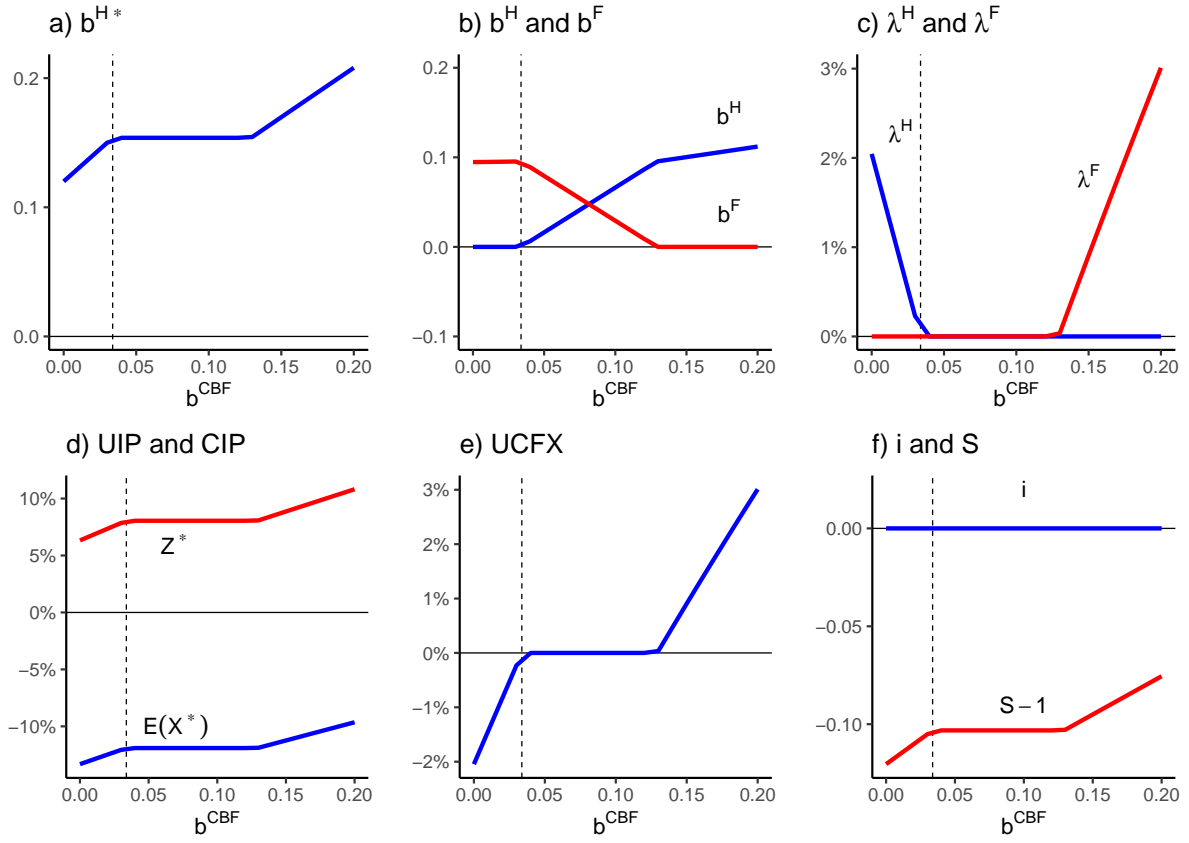 a) b^H*
0.2
0.1
0.0
0.00 0.05 0.10 0.15 0.20
b^CBF
b) b^H and b^F
0.2
0.1
0.0
−0.1
b^H
b^F
0.00 0.05 0.10 0.15 0.20
b^CBF
c) λ^H and λ^F
3%
2%
1%
0%
λ^H
λ^F
0.00 0.05 0.10 0.15 0.20
b^CBF
d) UIP and CIP
10%
5%
0%
−5%
−10%
Z*
E(X*)
0.00 0.05 0.10 0.15 0.20
b^CBF
e) UCFX
3%
2%
1%
0%
−1%
−2%
0.00 0.05 0.10 0.15 0.20
b^CBF
f) i and S
0.00
−0.05
−0.10
i
S − 1
0.00 0.05 0.10 0.15 0.20
b^CBF